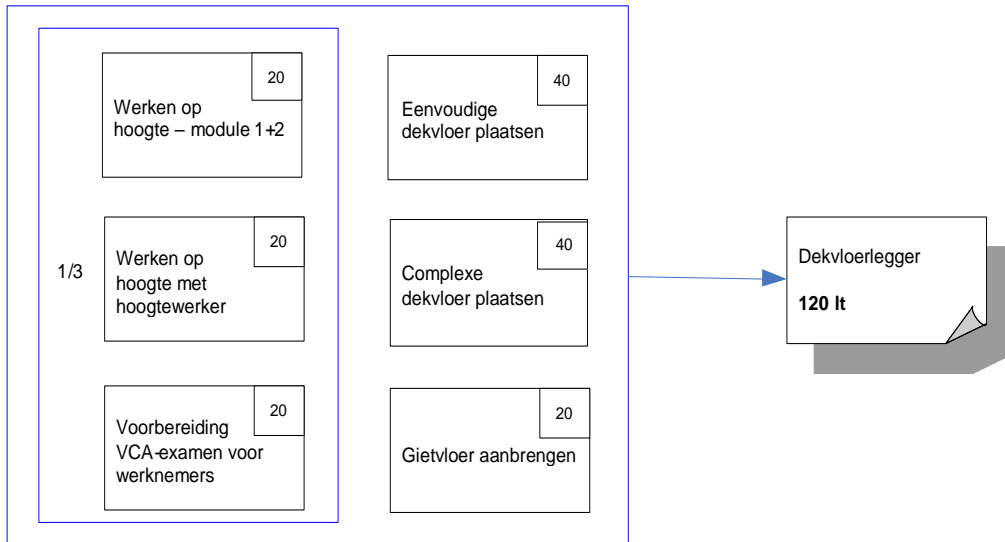 20
Werken op
hoogte – module 1+2
40
Eenvoudige
dekvloer plaatsen
1/3
20
Werken op
hoogte met
hoogtewerker
40
Complexe
dekvloer plaatsen
20
Voorbereiding
VCA-examen voor
werknemers
20
Gietvloer aanbrengen
Dekvloerlegger
120 lt